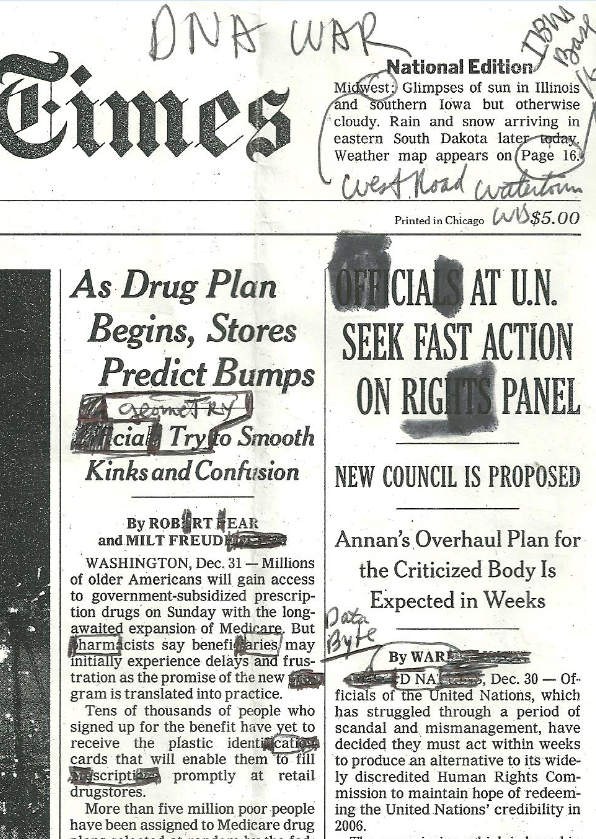 DNA WAR
IBM
Base
Times
National Edition
Midwest: Glimpses of sun in Illinois
and southern Iowa but otherwise
cloudy. Rain and snow arriving in
eastern South Dakota later today.
Weather map appears on Page 16.
West Road Watertown
WIS
Printed in Chicago $5.00
As Drug Plan
Begins, Stores
Predict Bumps
GeomeTRY
Try to Smooth
Kinks and Confusion
By ROBERT PEAR
and MILT FREUD
WASHINGTON, Dec. 31 — Millions
of older Americans will gain access
to government-subsidized prescrip-
tion drugs on Sunday with the long-
awaited expansion of Medicare. But
pharmacists say beneficiaries may
initially experience delays and frus-
tration as the promise of the new
gram is translated into practice.
Tens of thousands of people who
signed up for the benefit have yet to
receive the plastic identification
cards that will enable them to fill
prescriptions promptly at retail
drugstores.
More than five million poor people
have been assigned to Medicare drug
OFFICIALS AT U.N.
SEEK FAST ACTION
ON RIGHTS PANEL
NEW COUNCIL IS PROPOSED
Annan's Overhaul Plan for
the Criticized Body Is
Expected in Weeks
Data
Byte
By WAR
D NATIONS, Dec. 30 — Of-
ficials of the United Nations, which
has struggled through a period of
scandal and mismanagement, have
decided they must act within weeks
to produce an alternative to its wide-
ly discredited Human Rights Com-
mission to maintain hope of redeem-
ing the United Nations' credibility in
2006.